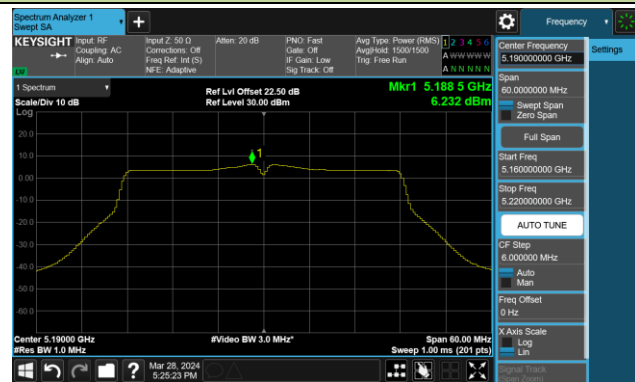 Spectrum Analyzer 1
Swept SA
Frequency
KEYSIGHT
Input: RF
Coupling: AC
Align: Auto
Input Z: 50 Ω
Corrections: Off
Freq Ref: Int (S)
NFE: Adaptive
Atten: 20 dB
PNO: Fast
Gate: Off
IF Gain: Low
Sig Track: Off
Avg Type: Power (RMS)
Avg|Hold: 1500/1500
Trig: Free Run
1 2 3 4 5 6
A W W W W W
A N N N N N
LW
1 Spectrum
Scale/Div 10 dB
Log
Ref Lvl Offset 22.50 dB
Ref Level 30.00 dBm
Mkr1 5.188 5 GHz
6.232 dBm
20.0
10.0
0.00
-10.0
-20.0
-30.0
-40.0
-50.0
-60.0
1
Center 5.19000 GHz
#Res BW 1.0 MHz
#Video BW 3.0 MHz*
Span 60.00 MHz
Sweep 1.00 ms (201 pts)
Center Frequency
5.190000000 GHz
Settings
Span
60.0000000 MHz
Swept Span
Zero Span
Full Span
Start Freq
5.160000000 GHz
Stop Freq
5.220000000 GHz
AUTO TUNE
CF Step
6.000000 MHz
Auto
Man
Freq Offset
0 Hz
X Axis Scale
Log
Lin
Signal Track
(Span Zoom)
Mar 28, 2024
5:25:23 PM